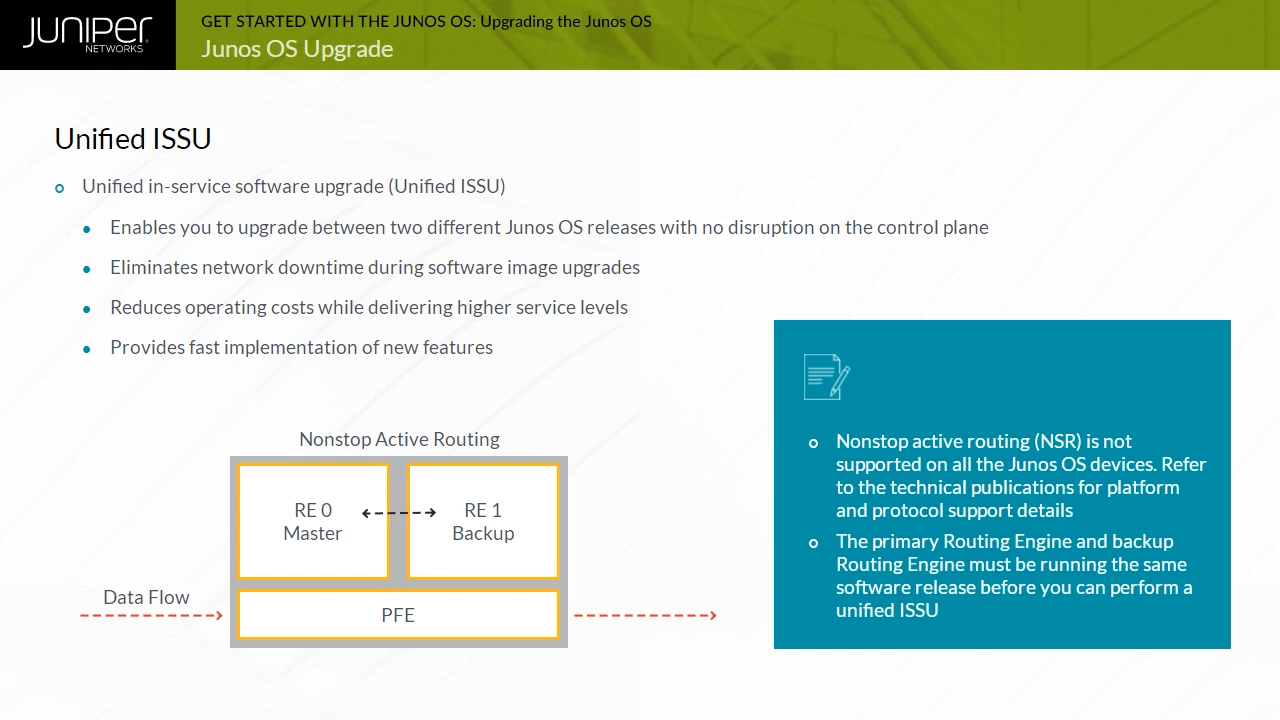 JUNIPER
NETWORKS
GET STARTED WITH THE JUNOS OS: Upgrading the Junos OS
Junos OS Upgrade
Unified ISSU
Unified in-service software upgrade (Unified ISSU)
Enables you to upgrade between two different Junos OS releases with no disruption on the control plane
Eliminates network downtime during software image upgrades
Reduces operating costs while delivering higher service levels
Provides fast implementation of new features
Nonstop Active Routing
RE 0
Master
RE 1
Backup
Data Flow
PFE
Nonstop active routing (NSR) is not
supported on all the Junos OS devices. Refer
to the technical publications for platform
and protocol support details
The primary Routing Engine and backup
Routing Engine must be running the same
software release before you can perform a
unified ISSU